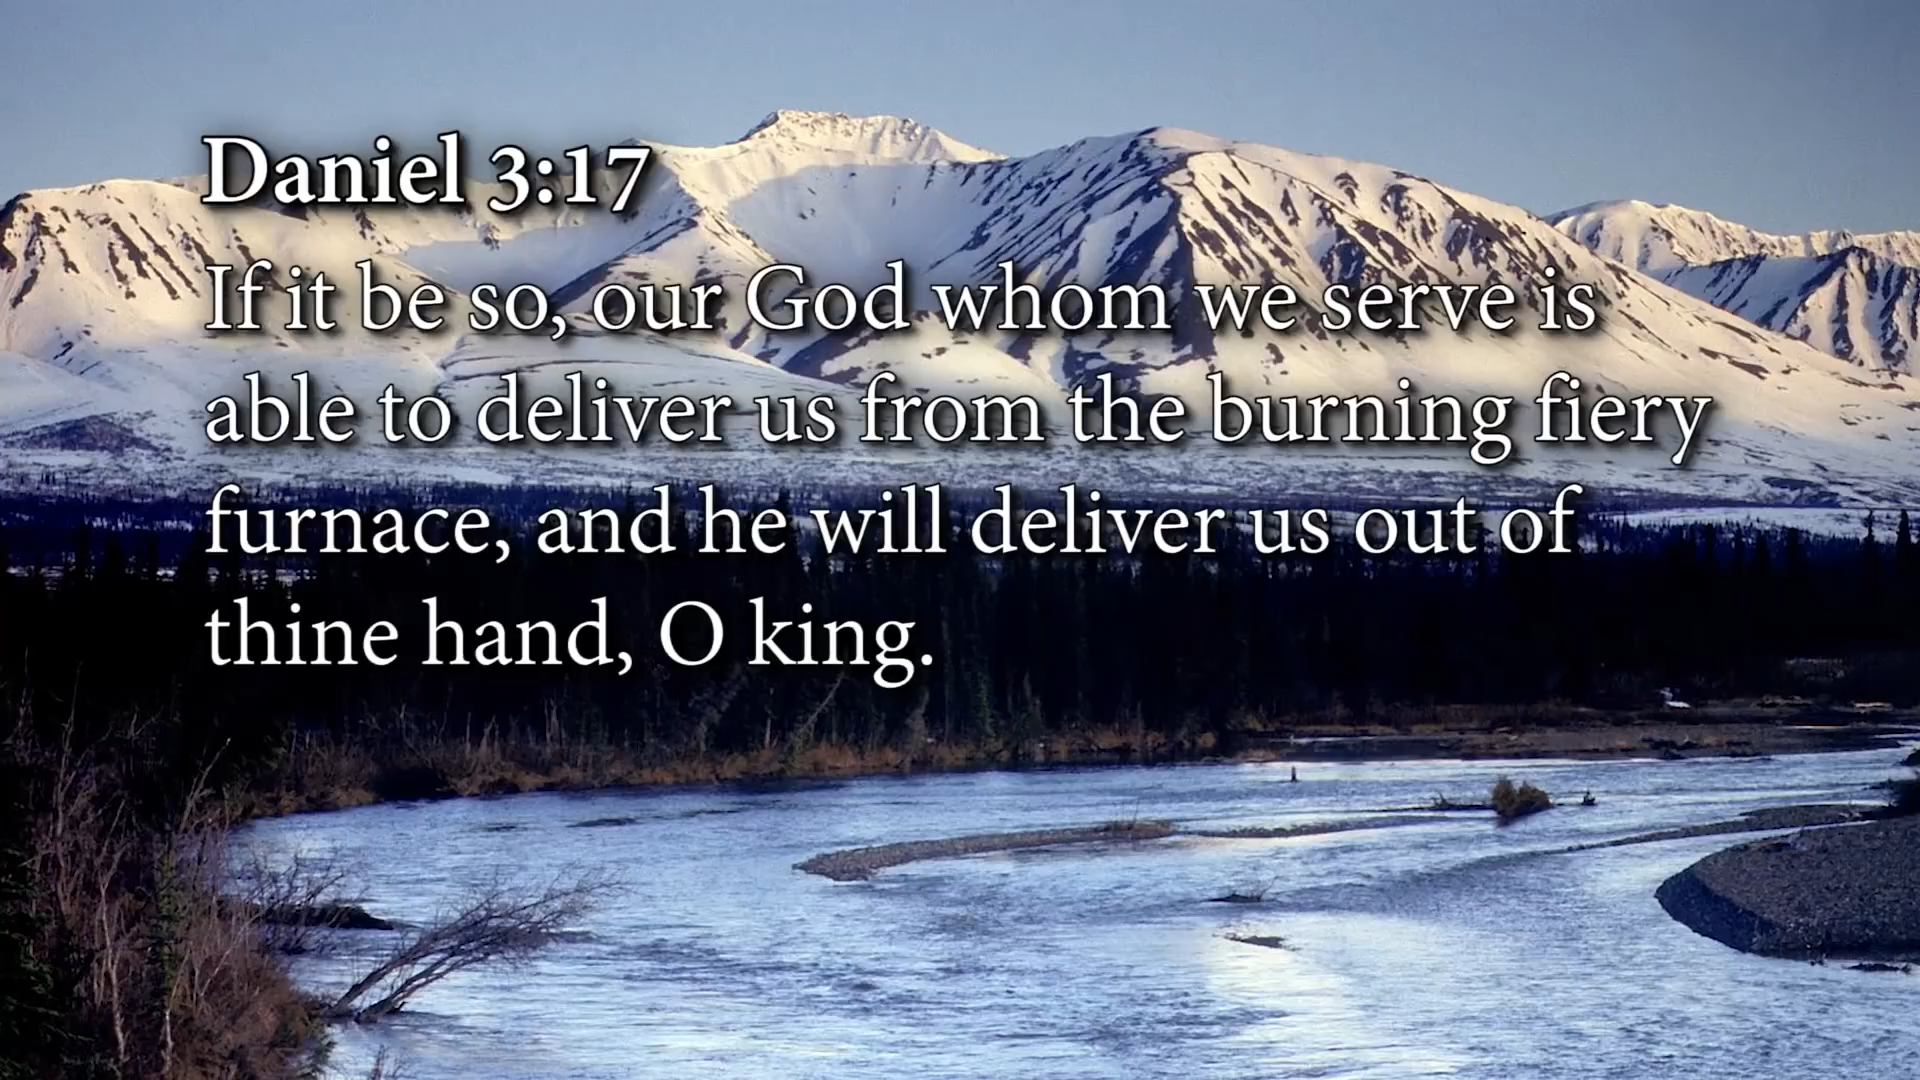 Daniel 3:17
If it be so, our God whom we serve is
able to deliver us from the burning fiery
furnace, and he will deliver us out of
thine hand, O king.